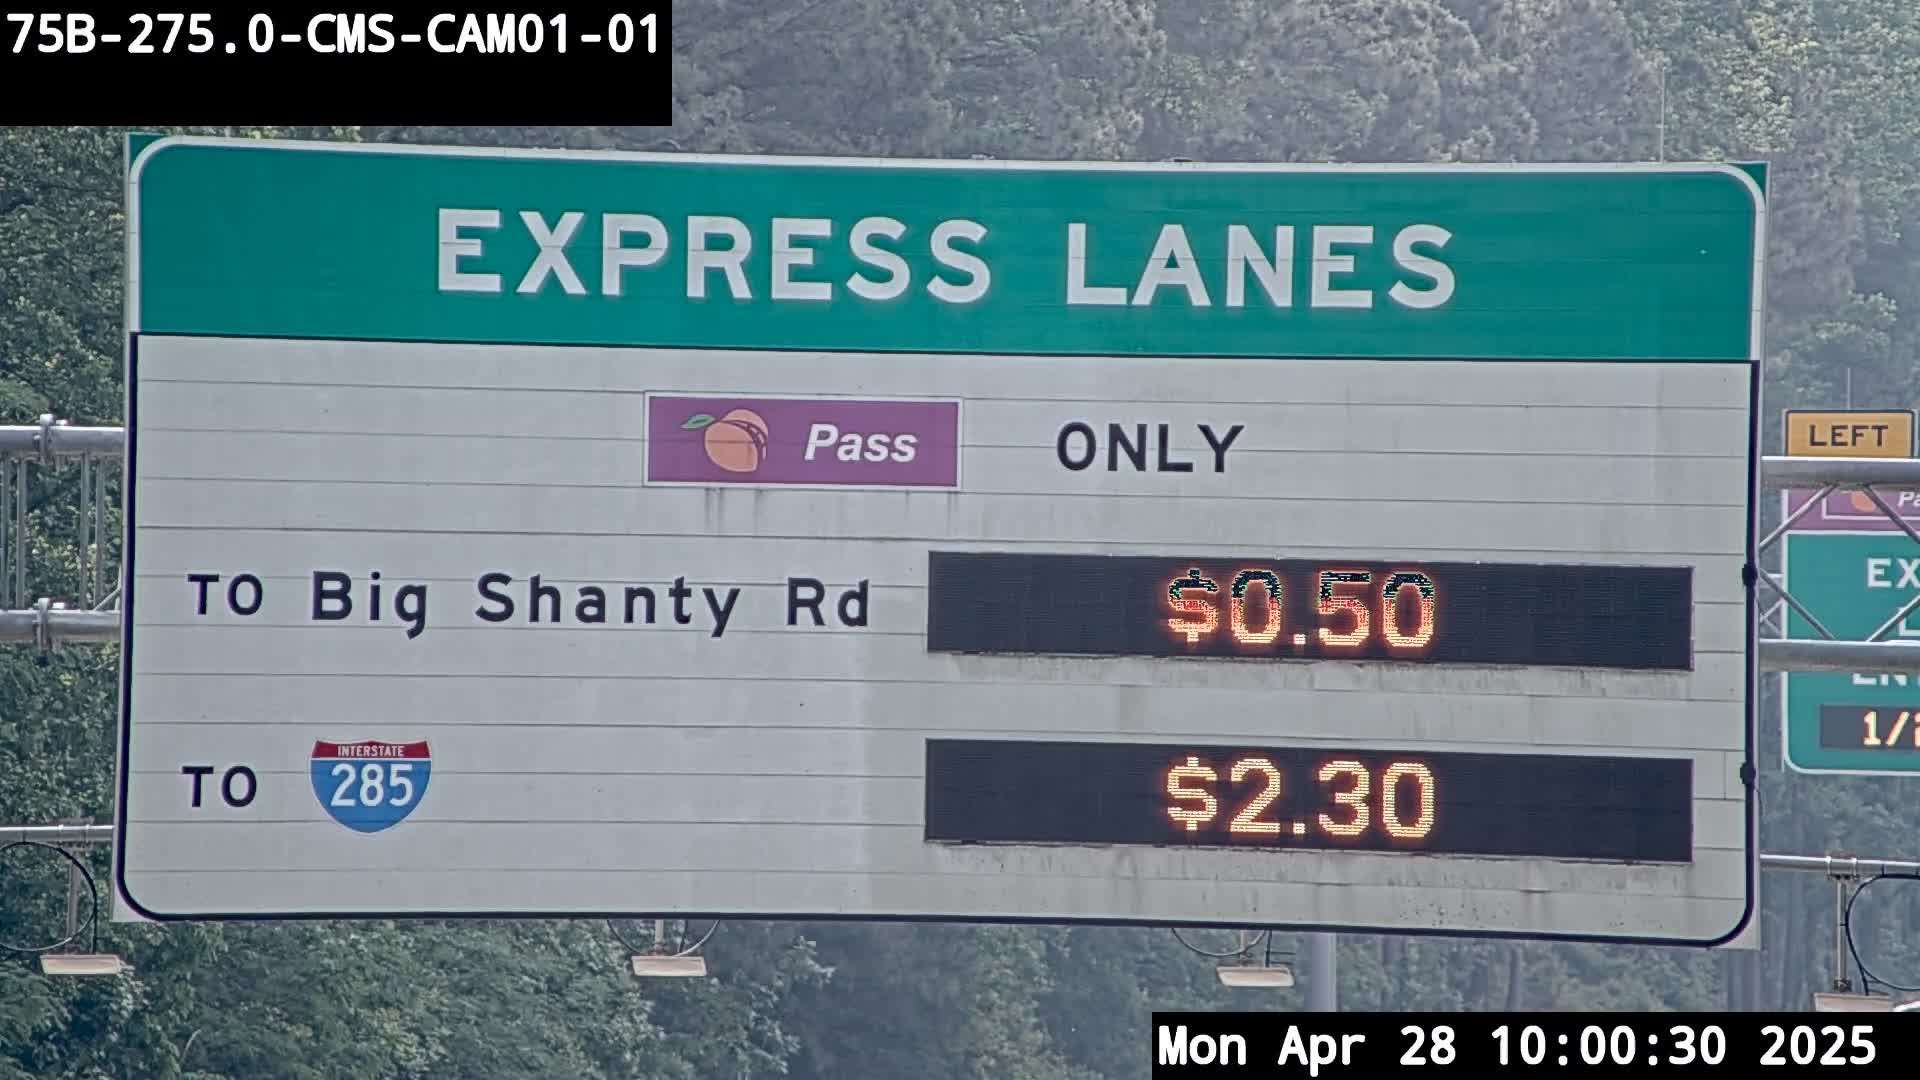 75B-275.0-CMS-CAM01-01
EXPRESS LANES
Pass ONLY
TO Big Shanty Rd $0.50
TO INTERSTATE 285 $2.30
LEFT
Mon Apr 28 10:00:30 2025